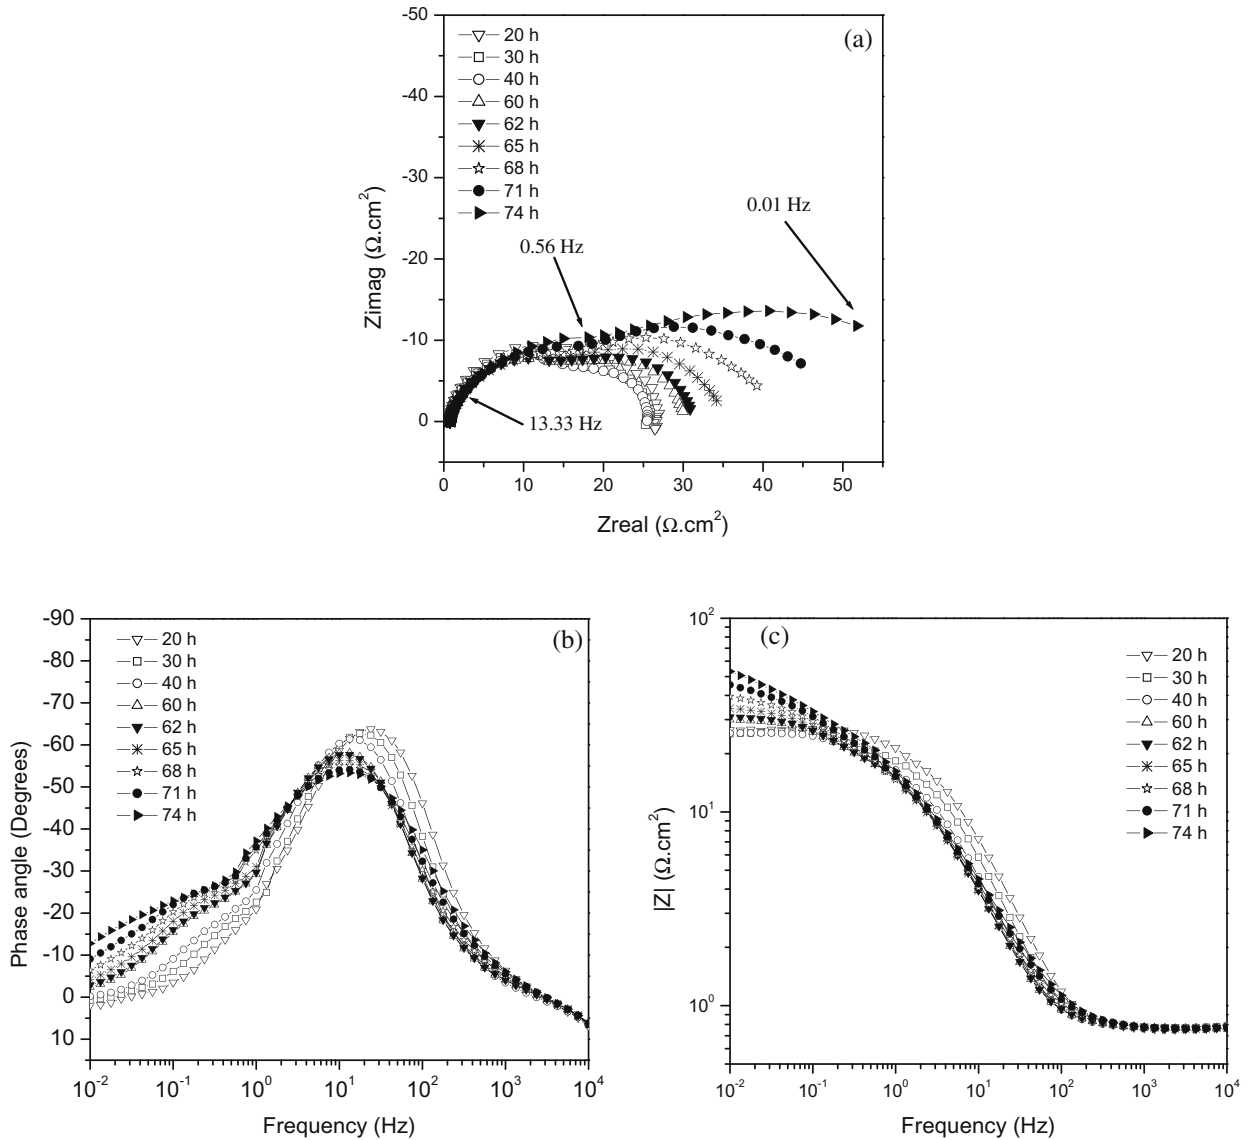 (a)
20 h
30 h
40 h
60 h
62 h
65 h
68 h
71 h
74 h
0.01 Hz
0.56 Hz
13.33 Hz
-50
-40
-30
-20
-10
0
Zimag (Ω.cm²)
0 10 20 30 40 50
Zreal (Ω.cm²)
(b)
20 h
30 h
40 h
60 h
62 h
65 h
68 h
71 h
74 h
-90
-80
-70
-60
-50
-40
-30
-20
-10
0
10
Phase angle (Degrees)
10⁻² 10⁻¹ 10⁰ 10¹ 10² 10³ 10⁴
Frequency (Hz)
(c)
20 h
30 h
40 h
60 h
62 h
65 h
68 h
71 h
74 h
10²
10¹
10⁰
|Z| (Ω.cm²)
10⁻² 10⁻¹ 10⁰ 10¹ 10² 10³ 10⁴
Frequency (Hz)